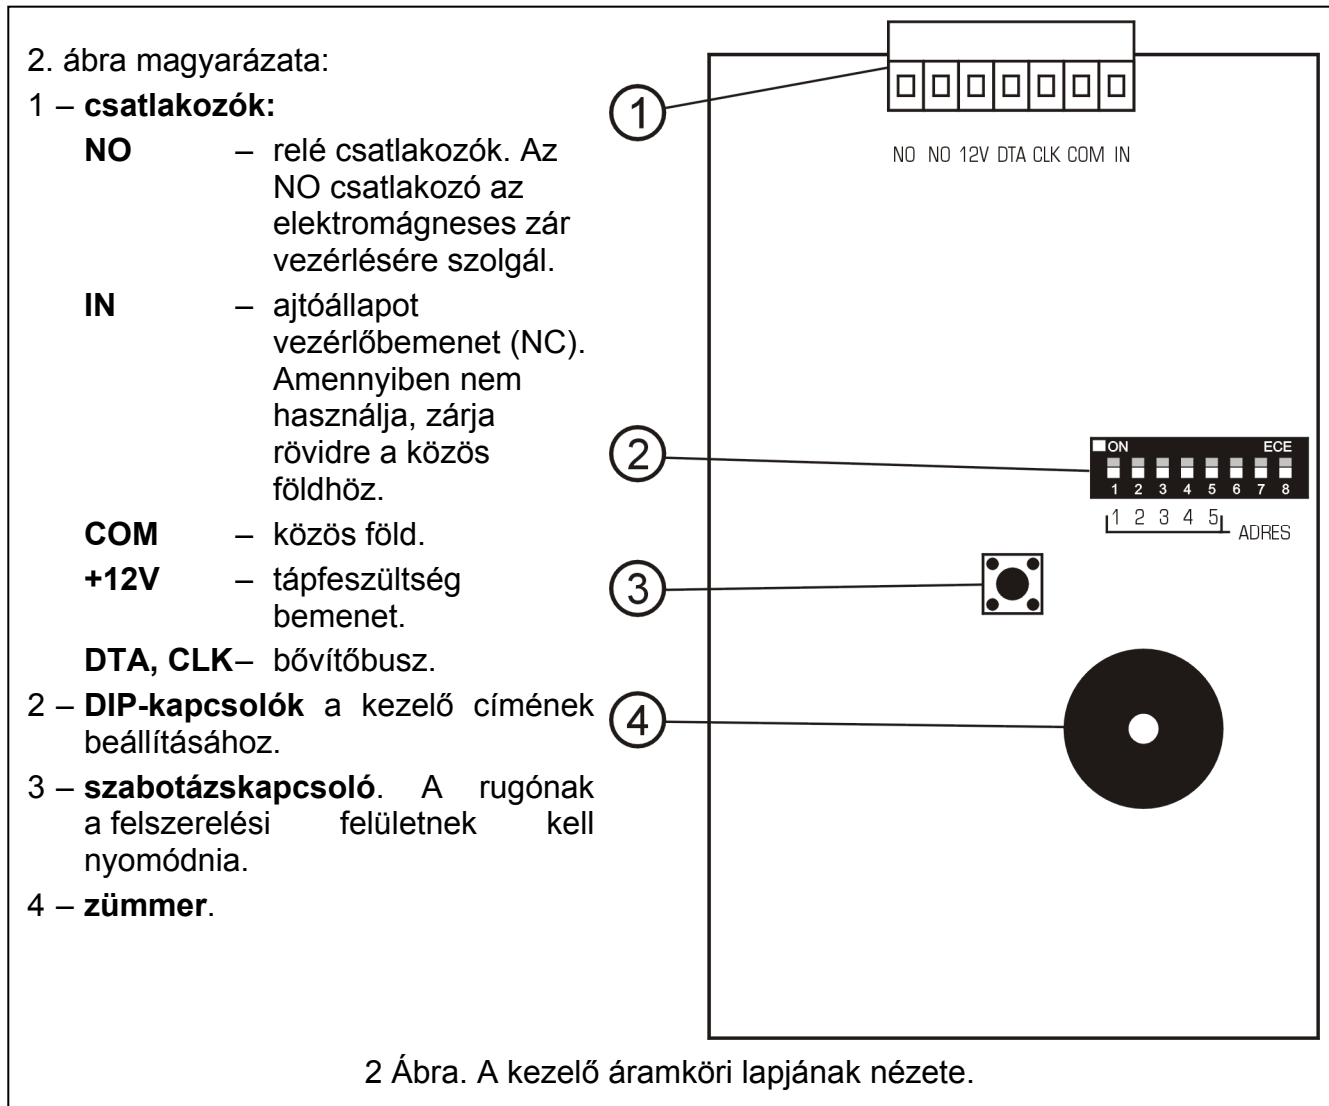 2. ábra magyarázata:
1 – csatlakozók:
NO – relé csatlakozók. Az
NO csatlakozó az
elektromágneses zár
vezérlésére szolgál.
IN – ajtóállapot
vezérlőbemenet (NC).
Amennyiben nem
használja, zárja
rövidre a közös
földhöz.
COM – közös föld.
+12V – tápfeszültség
bemenet.
DTA, CLK– bővítőbusz.
2 – DIP-kapcsolók a kezelő címének
beállításához.
3 – szabotázskapcsoló. A rugónak
a felszerelési felületnek kell
nyomódnia.
4 – zümmer.
1
NO NO 12V DTA CLK COM IN
2
ON ECE
1 2 3 4 5 6 7 8
1 2 3 4 5 ADRES
3
4
2 Ábra. A kezelő áramköri lapjának nézete.